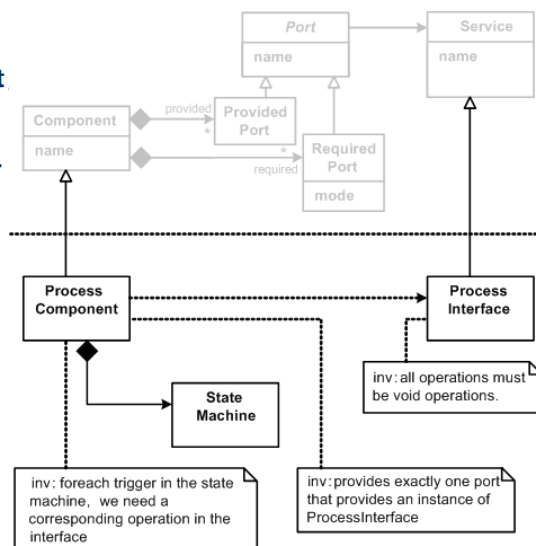 Port
Service
name
name
t
provided
*
Provided
Port
Component
name
*
required
Required
Port
mode
.
Process
Component
Process
Interface
inv: all operations must
be void operations.
State
Machine
inv: foreach trigger in the state
machine, we need a
corresponding operation in the
interface
inv: provides exactly one port
that provides an instance of
ProcessInterface